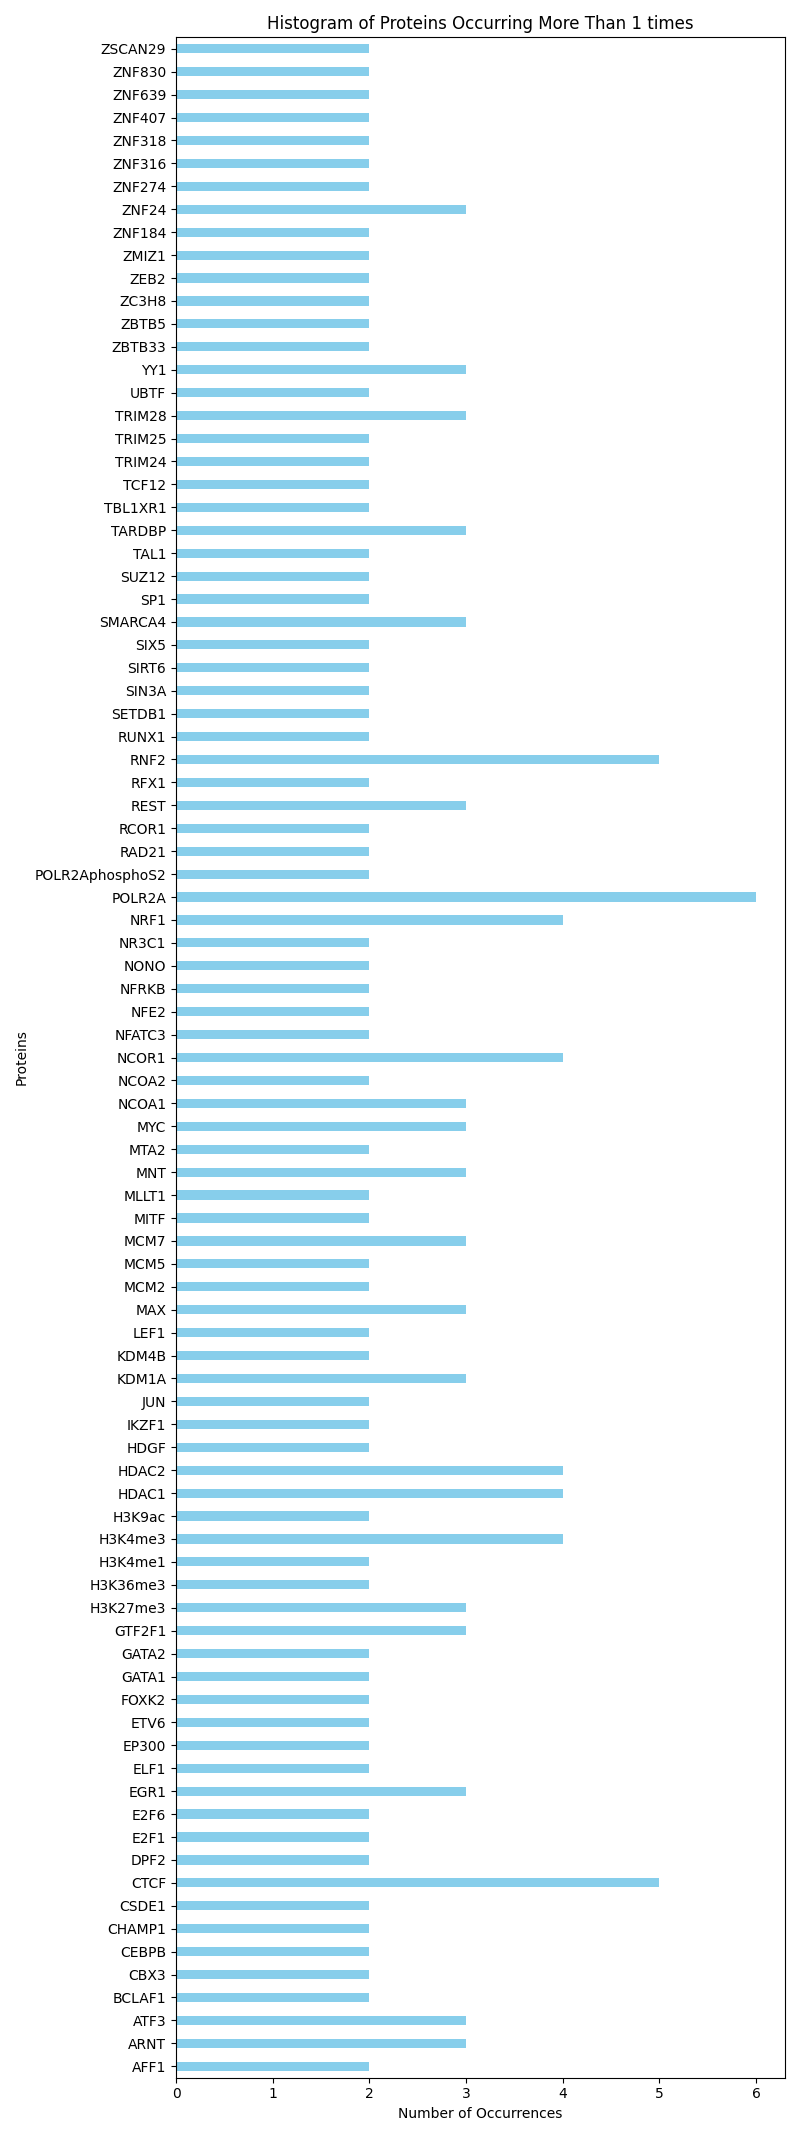 Histogram of Proteins Occurring More Than 1 times
ZSCAN29
ZNF830
ZNF639
ZNF407
ZNF318
ZNF316
ZNF274
ZNF24
ZNF184
ZMIZ1
ZEB2
ZC3H8
ZBTB5
ZBTB33
YY1
UBTF
TRIM28
TRIM25
TRIM24
TCF12
TBL1XR1
TARDBP
TAL1
SUZ12
SP1
SMARCA4
SIX5
SIRT6
SIN3A
SETDB1
RUNX1
RNF2
RFX1
REST
RCOR1
RAD21
POLR2AphosphoS2
POLR2A
NRF1
NR3C1
NONO
NFRKB
NFE2
NFATC3
NCOR1
NCOA2
NCOA1
MYC
MTA2
MNT
MLLT1
MITF
MCM7
MCM5
MCM2
MAX
LEF1
KDM4B
KDM1A
JUN
IKZF1
HDGF
HDAC2
HDAC1
H3K9ac
H3K4me3
H3K4me1
H3K36me3
H3K27me3
GTF2F1
GATA2
GATA1
FOXK2
ETV6
EP300
ELF1
EGR1
E2F6
E2F1
DPF2
CTCF
CSDE1
CHAMP1
CEBPB
CBX3
BCLAF1
ATF3
ARNT
AFF1
Proteins
0 1 2 3 4 5 6
Number of Occurrences